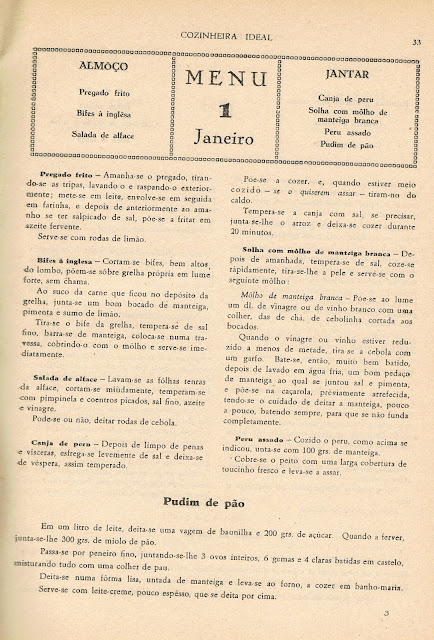 COZINHEIRA IDEAL
33
ALMOÇO
Pregado frito
Bifes á inglêsa
Salada de alface
MENU
1
Janeiro
JANTAR
Canja de peru
Solha com môlho de
manteiga branca
Peru assado
Pudim de pão
Pregado frito — Amanha-se o pregado, tiran-
do-se as tripas, lavando-o e raspando-o exterior-
mente; mete-se em leite, envolve-se em seguida
em farinha, e depois de anteriormente ao ama-
nho se ter salpicado de sal, põe-se a fritar em
azeite fervente.
Serve-se com rodas de limão.
Bifes à inglesa — Cortam-se bifes, bem altos,
do lombo, põem-se sôbre grelha própria em lume
forte, sem chama.
Ao suco da carne que ficou no depósito da
grelha, junta-se um bom bocado de manteiga,
pimenta e sumo de limão.
Tira-se o bife da grelha, tempera-se de sal
fino, barra-se de manteiga, coloca-se numa tra-
vessa, cobrindo-o com o môlho e serve-se ime-
diatamente.
Salada de alface — Lavam-se as fôlhas tenras
da alface, cortam-se miùdamente, temperam-se
com pimpinela e coentros picados, sal fino, azeite
e vinagre.
Pode-se ou não, deitar rodas de cebola.
Canja de peru — Depois de limpo de penas
e vísceras, esfrega-se levemente de sal e deixa-se
de véspera, assim temperado.
Põe-se a cozer, e, quando estiver meio
cozido — se o quiserem assar — tiram-no do
caldo.
Tempera-se a canja com sal, se precisar,
junta-se-lhe o arroz e deixa-se cozer durante
20 minutos.
Solha com môlho de manteiga branca — De-
pois de amanhada, tempera-se de sal, coze-se
ràpidamente, tira-se-lhe a pele e serve-se com o
seguinte môlho:
Môlho de manteiga branca — Põe-se ao lume
um dl. de vinagre ou de vinho branco com uma
colher, das de chá, de cebolinha cortada aos
bocados.
Quando o vinagre ou vinho estiver redu-
zido a menos de metade, tira-se a cebola com
um garfo. Bate-se, então, muito bem batido,
depois de lavado em água fria, um bom pedaço
de manteiga ao qual se juntou sal e pimenta,
e põe-se na caçarola, prèviamente arrefecida,
tendo-se o cuidado de deitar a manteiga, pouco
a pouco, batendo sempre, para que se não funda
completamente.
Peru assado — Cozido o peru, como acima se
indicou, unta-se com 100 grs. de manteiga.
Cobre-se o peito com uma larga cobertura de
toucinho fresco e leva-se a assar.
Pudim de pão
Em um litro de leite, deita-se uma vagem de baunilha e 200 grs. de açúcar. Quando a ferver,
junta-se-lhe 300 grs. de miolo de pão.
Passa-se por peneiro fino, juntando-se-lhe 3 ovos inteiros, 6 gemas e 4 claras batidas em castelo,
misturando tudo com uma colher de pau.
Deita-se numa fôrma lisa, untada de manteiga e leva-se ao forno, a cozer em banho-maria.
Serve-se com leite-creme, pouco espêsso, que se deita por cima.
3